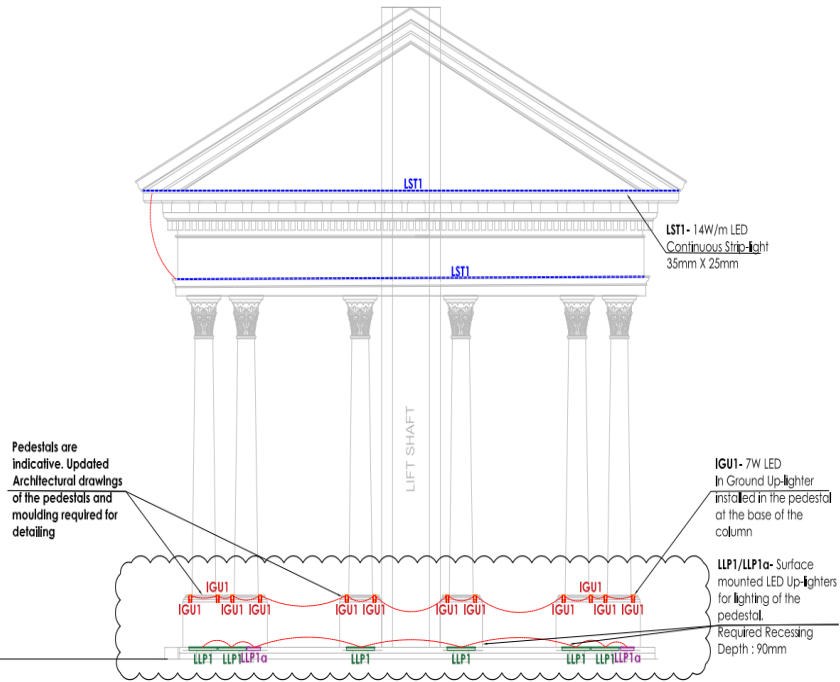 LST1
LST1- 14W/m LED
Continuous Strip-light
35mm X 25mm
LST1
LIFT SHAFT
Pedestals are
indicative. Updated
Architectural drawings
of the pedestals and
moulding required for
detailing
IGU1- 7W LED
In Ground Up-lighter
installed in the pedestal
at the base of the
column
LLP1/LLP1a- Surface
mounted LED Up-lighters
for lighting of the
pedestal.
Required Recessing
Depth : 90mm
IGU1 IGU1
IGU1 IGU1 IGU1 IGU1 IGU1 IGU1 IGU1 IGU1 IGU1 IGU1
LLP1 LLP1 LLP1a LLP1 LLP1 LLP1 LLP1 LLP1a